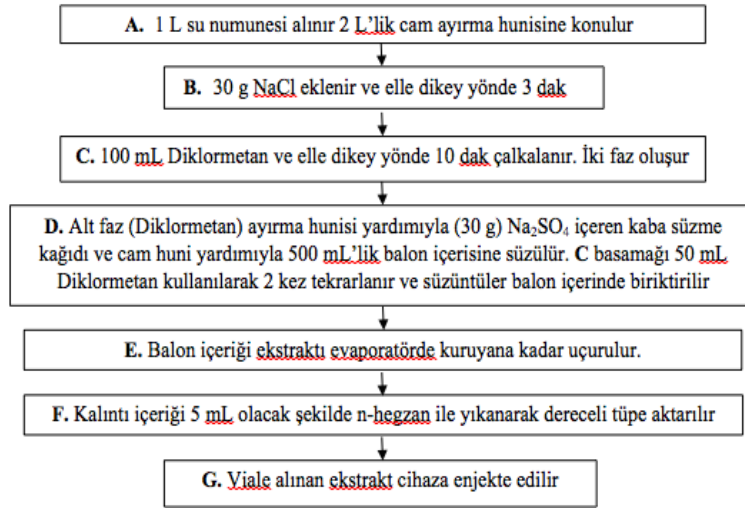 A. 1 L su numunesi alınır 2 L’lik cam ayırma hunisine konulur
B. 30 g NaCl eklenir ve elle dikey yönde 3 dak
C. 100 mL Diklormetan ve elle dikey yönde 10 dak çalkalanır. İki faz oluşur
D. Alt faz (Diklormetan) ayırma hunisi yardımıyla (30 g) Na₂SO₄ içeren kaba süzme
kağıdı ve cam huni yardımıyla 500 mL’lik balon içerisine süzülür. C basamağı 50 mL
Diklormetan kullanılarak 2 kez tekrarlanır ve süzüntüler balon içerinde biriktirilir
E. Balon içeriği ekstraktı evaporatörde kuruyana kadar uçurulur.
F. Kalıntı içeriği 5 mL olacak şekilde n-hegzan ile yıkanarak dereceli tüpe aktarılır
G. Viale alınan ekstrakt cihaza enjekte edilir